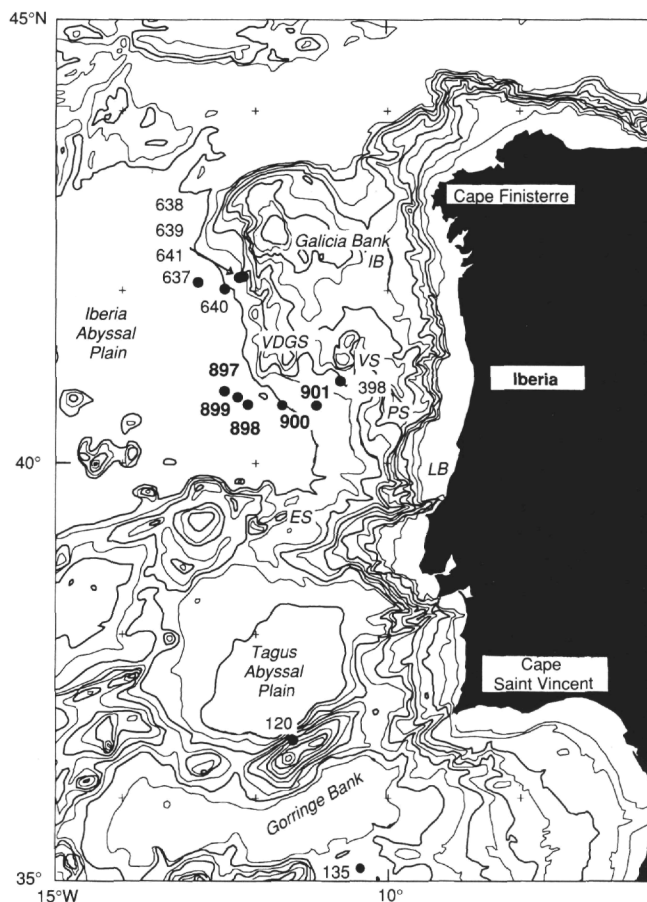 45°N
Cape Finisterre
638
639
641
637
640
Galicia Bank
IB
Iberia
Abyssal
Plain
VDGS
VS
897
899
898
900
901
398
Iberia
PS
40°
LB
ES
Tagus
Abyssal
Plain
Cape
Saint Vincent
120
Gorringe Bank
135
35°
15°W
10°